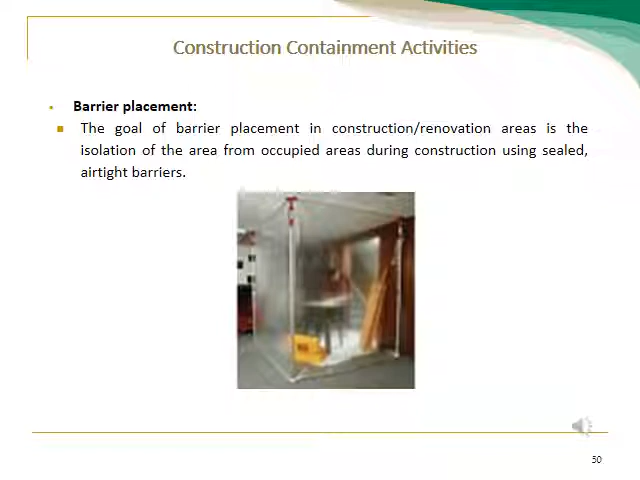 Construction Containment Activities
Barrier placement:
The goal of barrier placement in construction/renovation areas is the
isolation of the area from occupied areas during construction using sealed,
airtight barriers.
50